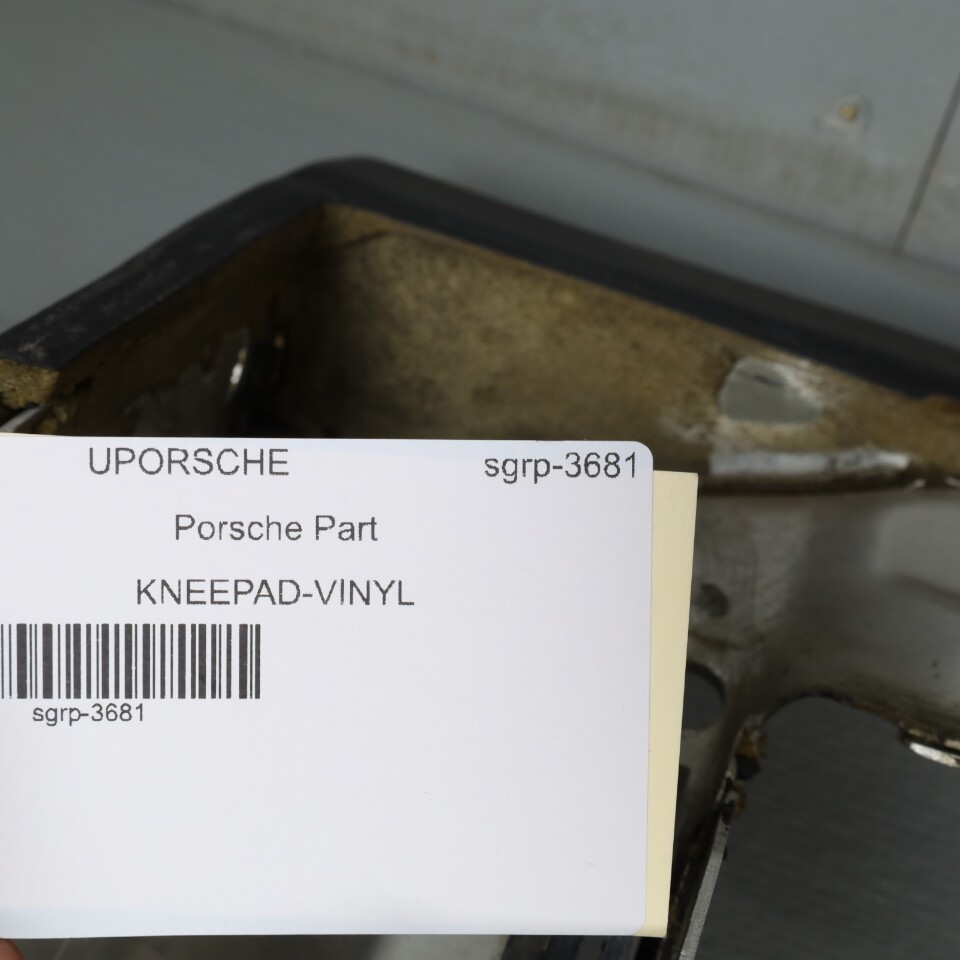 UPORSCHE sgrp-3681
Porsche Part
KNEEPAD-VINYL
sgrp-3681